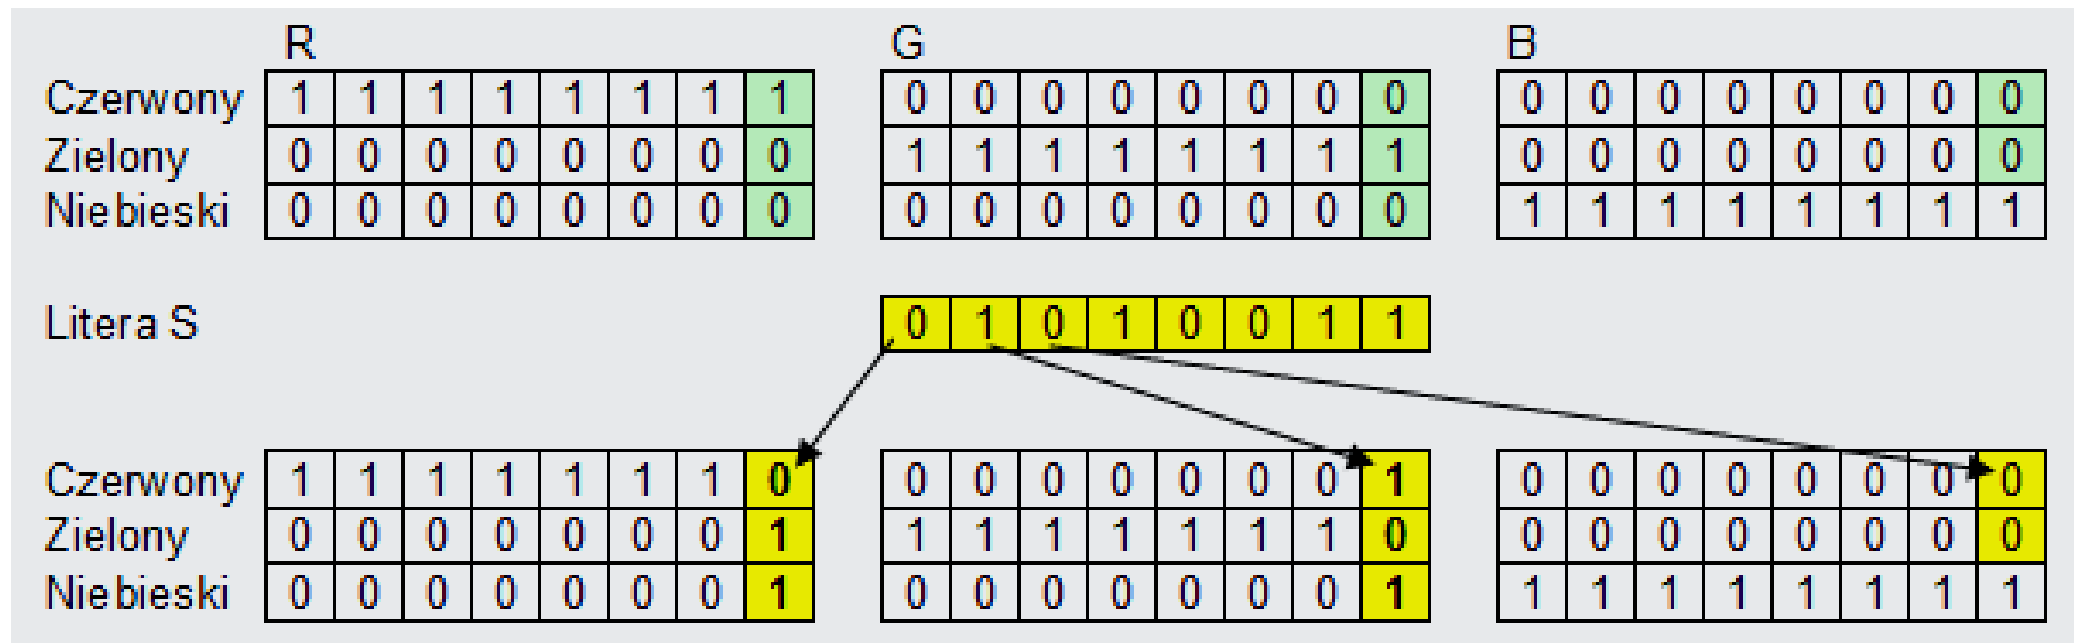 R G B
Czerwony 1 1 1 1 1 1 1 1 0 0 0 0 0 0 0 0 0 0 0 0 0 0 0 0
Zielony 0 0 0 0 0 0 0 0 1 1 1 1 1 1 1 1 0 0 0 0 0 0 0 0
Niebieski 0 0 0 0 0 0 0 0 0 0 0 0 0 0 0 0 1 1 1 1 1 1 1 1
Litera S 0 1 0 1 0 0 1 1
Czerwony 1 1 1 1 1 1 1 0 0 0 0 0 0 0 0 1 0 0 0 0 0 0 0 0
Zielony 0 0 0 0 0 0 0 1 1 1 1 1 1 1 1 0 0 0 0 0 0 0 0 0
Niebieski 0 0 0 0 0 0 0 1 0 0 0 0 0 0 0 1 1 1 1 1 1 1 1 1